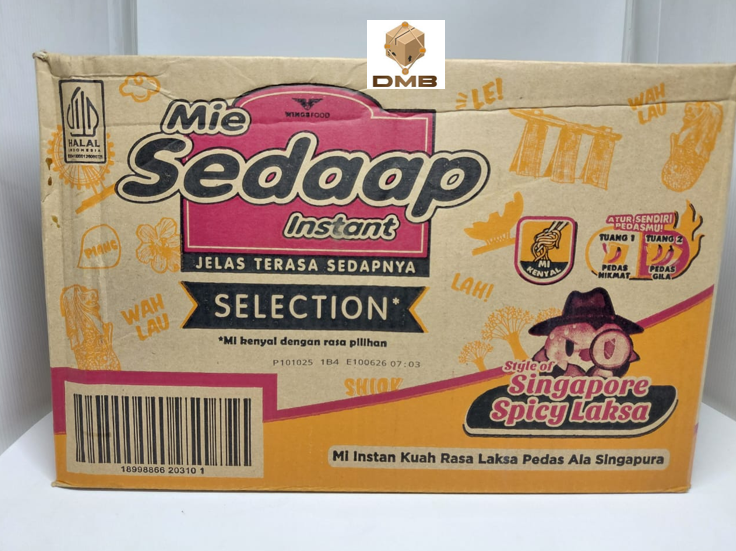 DMB
HALAL
INDONESIA
Mie
Sedaap
Instant
WINGSFOOD
JELAS TERASA SEDAPNYA
SELECTION*
*Mi kenyal dengan rasa pilihan
P101025 1B4 E100626 07:03
LE!
WAH
LAU
PIANG
WAH
LAU
LAH!
SHIOK
MI
KENYAL
ATUR SENDIRI
PEDASMU!
TUANG 1
PEDAS
NIKMAT
TUANG 2
PEDAS
GILA
Style of
Singapore
Spicy Laksa
Mi Instan Kuah Rasa Laksa Pedas Ala Singapura
18998866 20310 1